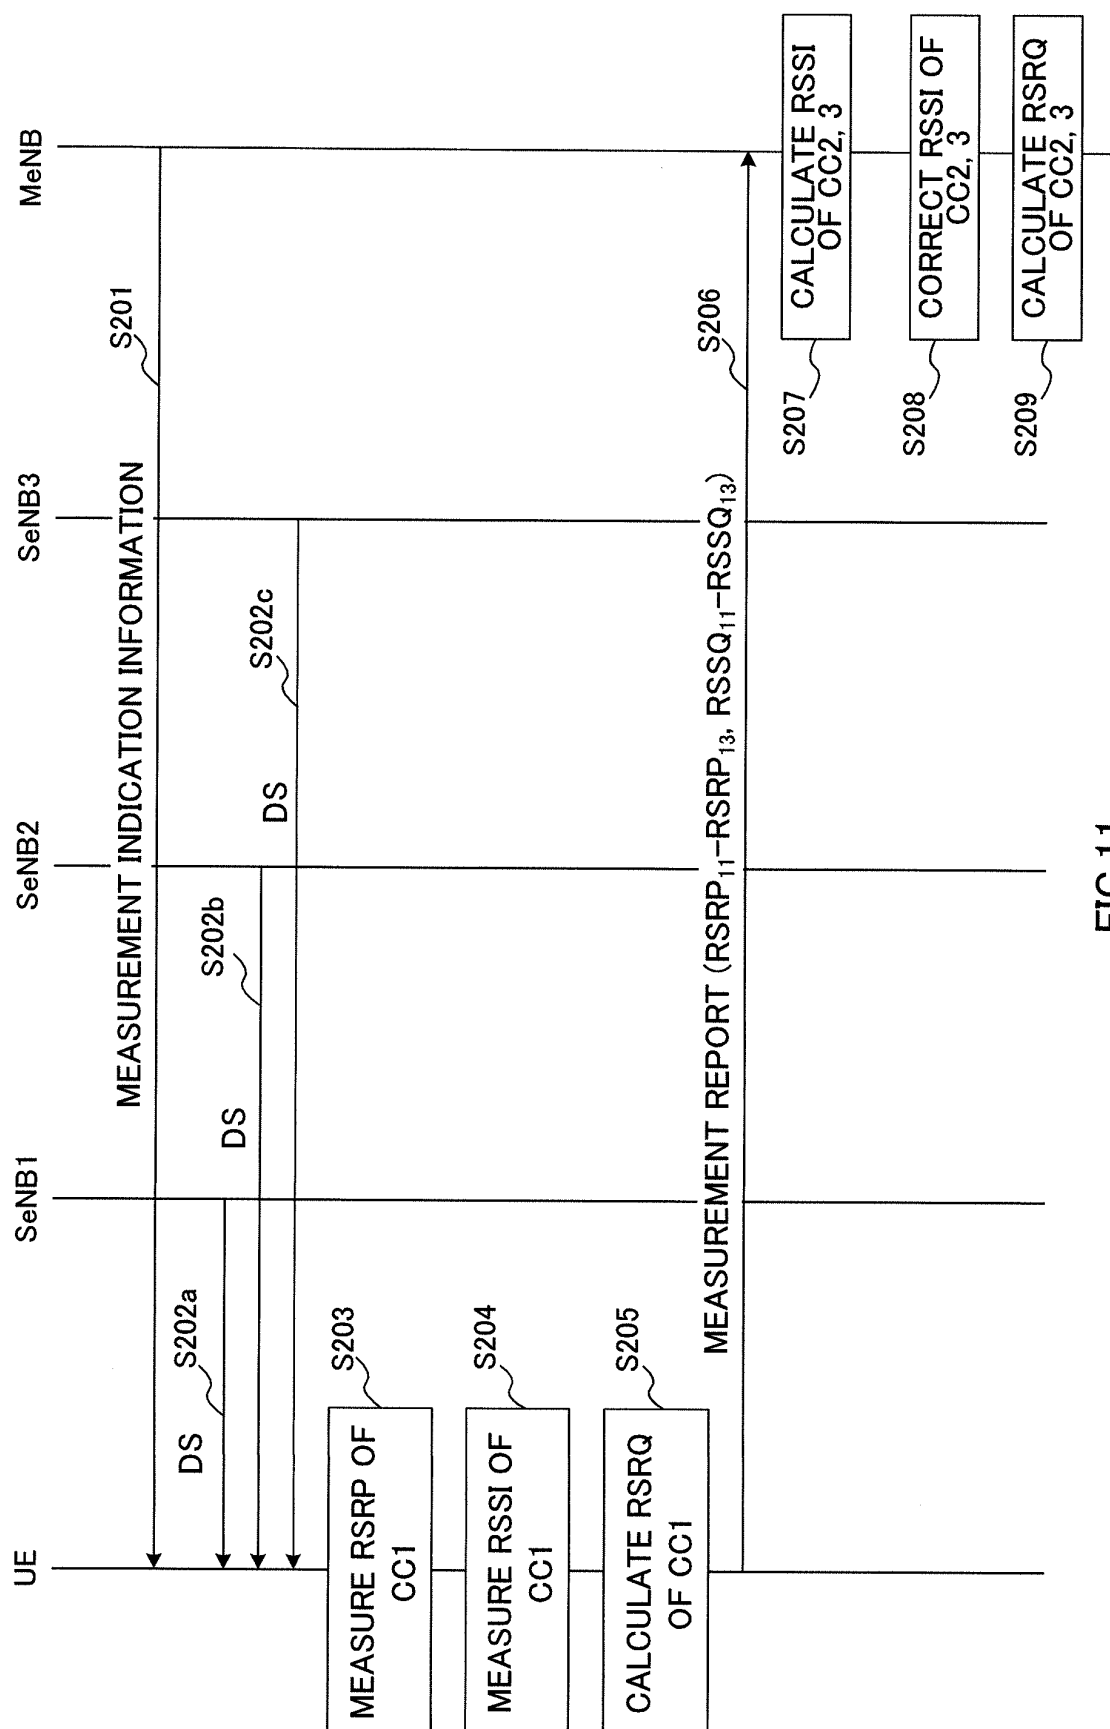 UE
SeNB1
SeNB2
SeNB3
MeNB
S201
MEASUREMENT INDICATION INFORMATION
DS
S202a
DS
S202b
DS
S202c
MEASURE RSRP OF
CC1
S203
MEASURE RSSI OF
CC1
S204
CALCULATE RSRQ
OF CC1
S205
MEASUREMENT REPORT (RSRP11-RSRP13, RSSQ11-RSSQ13)
S206
S207
CALCULATE RSSI
OF CC2, 3
S208
CORRECT RSSI OF
CC2, 3
S209
CALCULATE RSRQ
OF CC2, 3
FIG.11